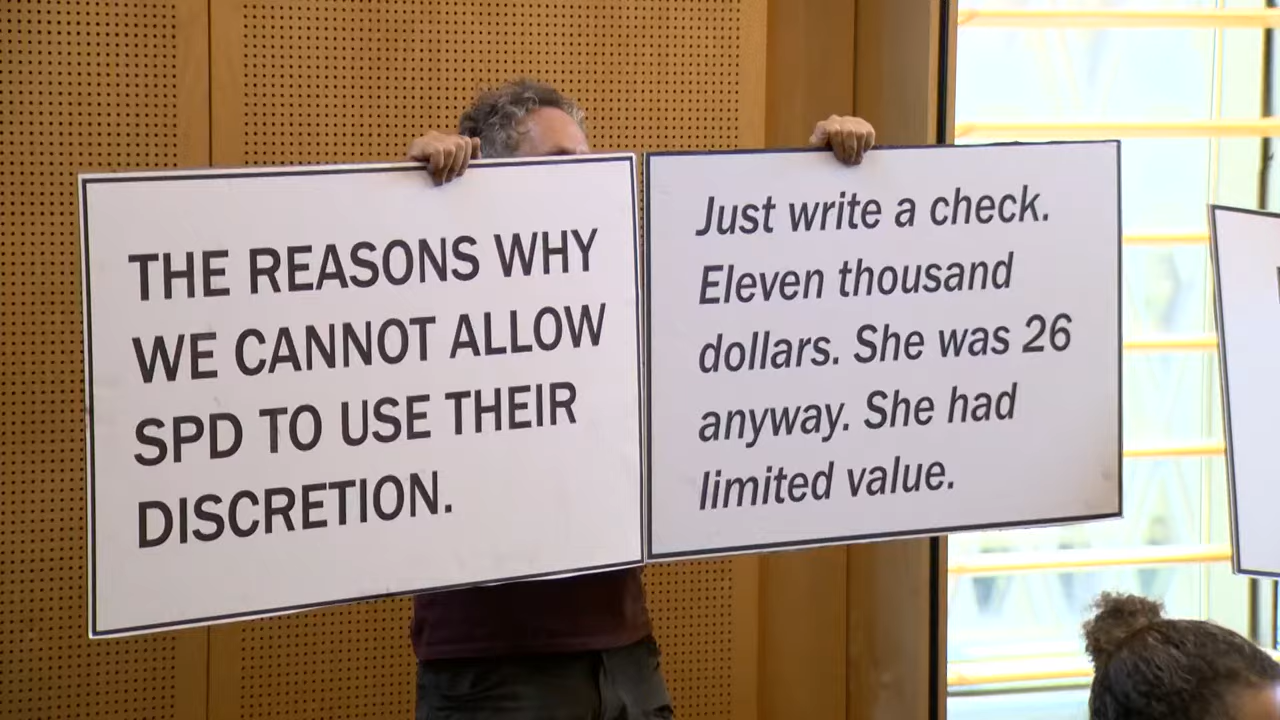 THE REASONS WHY
WE CANNOT ALLOW
SPD TO USE THEIR
DISCRETION.
Just write a check.
Eleven thousand
dollars. She was 26
anyway. She had
limited value.